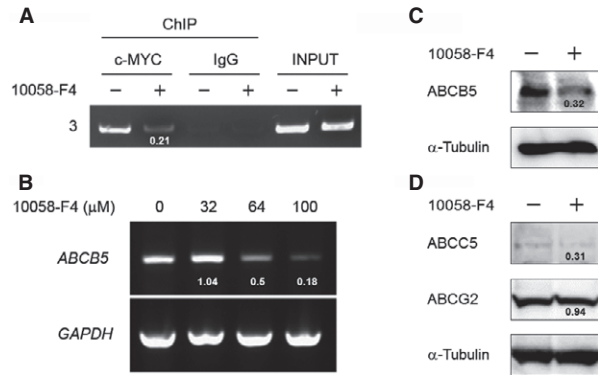 A
ChIP
c-MYC IgG INPUT
10058-F4 − + − + − +
3
0.21
B
10058-F4 (μM) 0 32 64 100
ABCB5
1.04 0.5 0.18
GAPDH
C
10058-F4 − +
ABCB5
0.32
α-Tubulin
D
10058-F4 − +
ABCC5
0.31
ABCG2
0.94
α-Tubulin